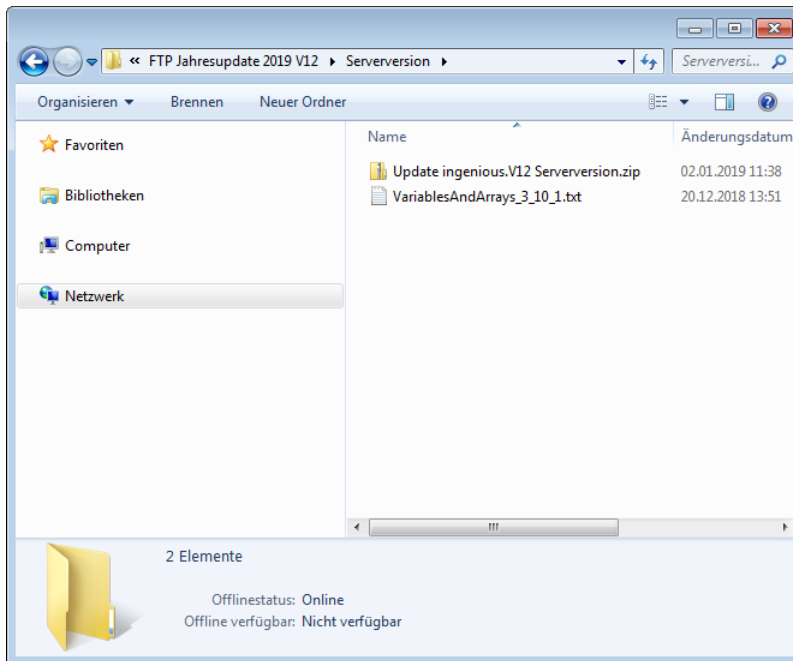 « FTP Jahresupdate 2019 V12 Serverversion Serverversi...
Organisieren Brennen Neuer Ordner
Favoriten
Bibliotheken
Computer
Netzwerk
Name Änderungsdatum
Update ingenious.V12 Serverversion.zip 02.01.2019 11:38
VariablesAndArrays_3_10_1.txt 20.12.2018 13:51
2 Elemente
Offlinestatus: Online
Offline verfügbar: Nicht verfügbar